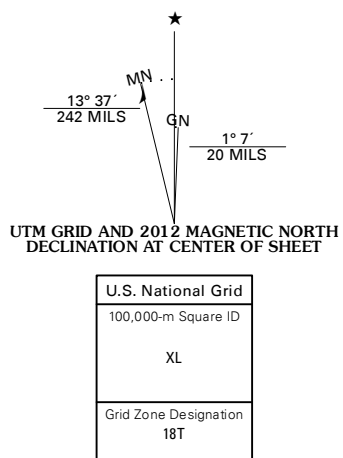 ★
MN
GN
13° 37´
242 MILS
1° 7´
20 MILS
UTM GRID AND 2012 MAGNETIC NORTH
DECLINATION AT CENTER OF SHEET
U.S. National Grid
100,000-m Square ID
XL
Grid Zone Designation
18T